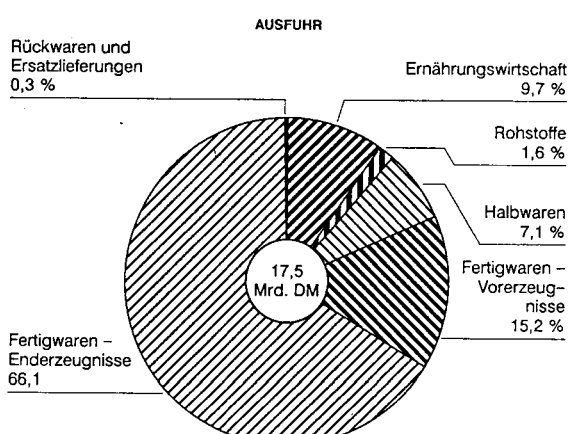 AUSFUHR
Rückwaren und
Ersatzlieferungen
0,3 %
Ernährungswirtschaft
9,7 %
Rohstoffe
1,6 %
Halbwaren
7,1 %
Fertigwaren –
Vorerzeug-
nisse
15,2 %
17,5
Mrd. DM
Fertigwaren –
Enderzeugnisse
66,1